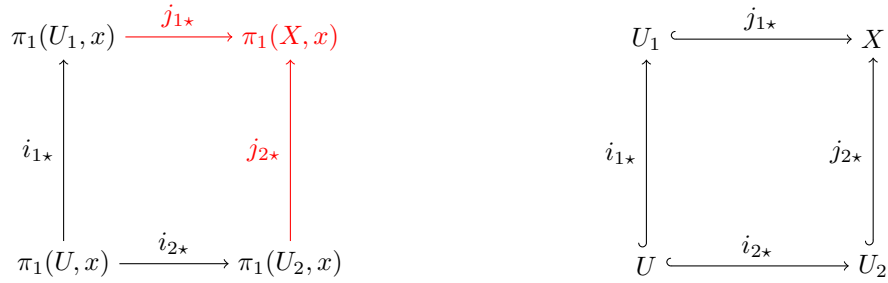 π₁(U₁, x) j₁⋆ π₁(X, x) U₁ j₁⋆ X
i₁⋆ j₂⋆ i₁⋆ j₂⋆
π₁(U, x) i₂⋆ π₁(U₂, x) U i₂⋆ U₂